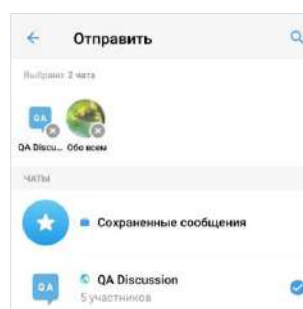 Отправить
Выбрано 2 чата
QA
QA Discu... Обо всем
ЧАТЫ
Сохраненные сообщения
QA
QA Discussion
5 участников